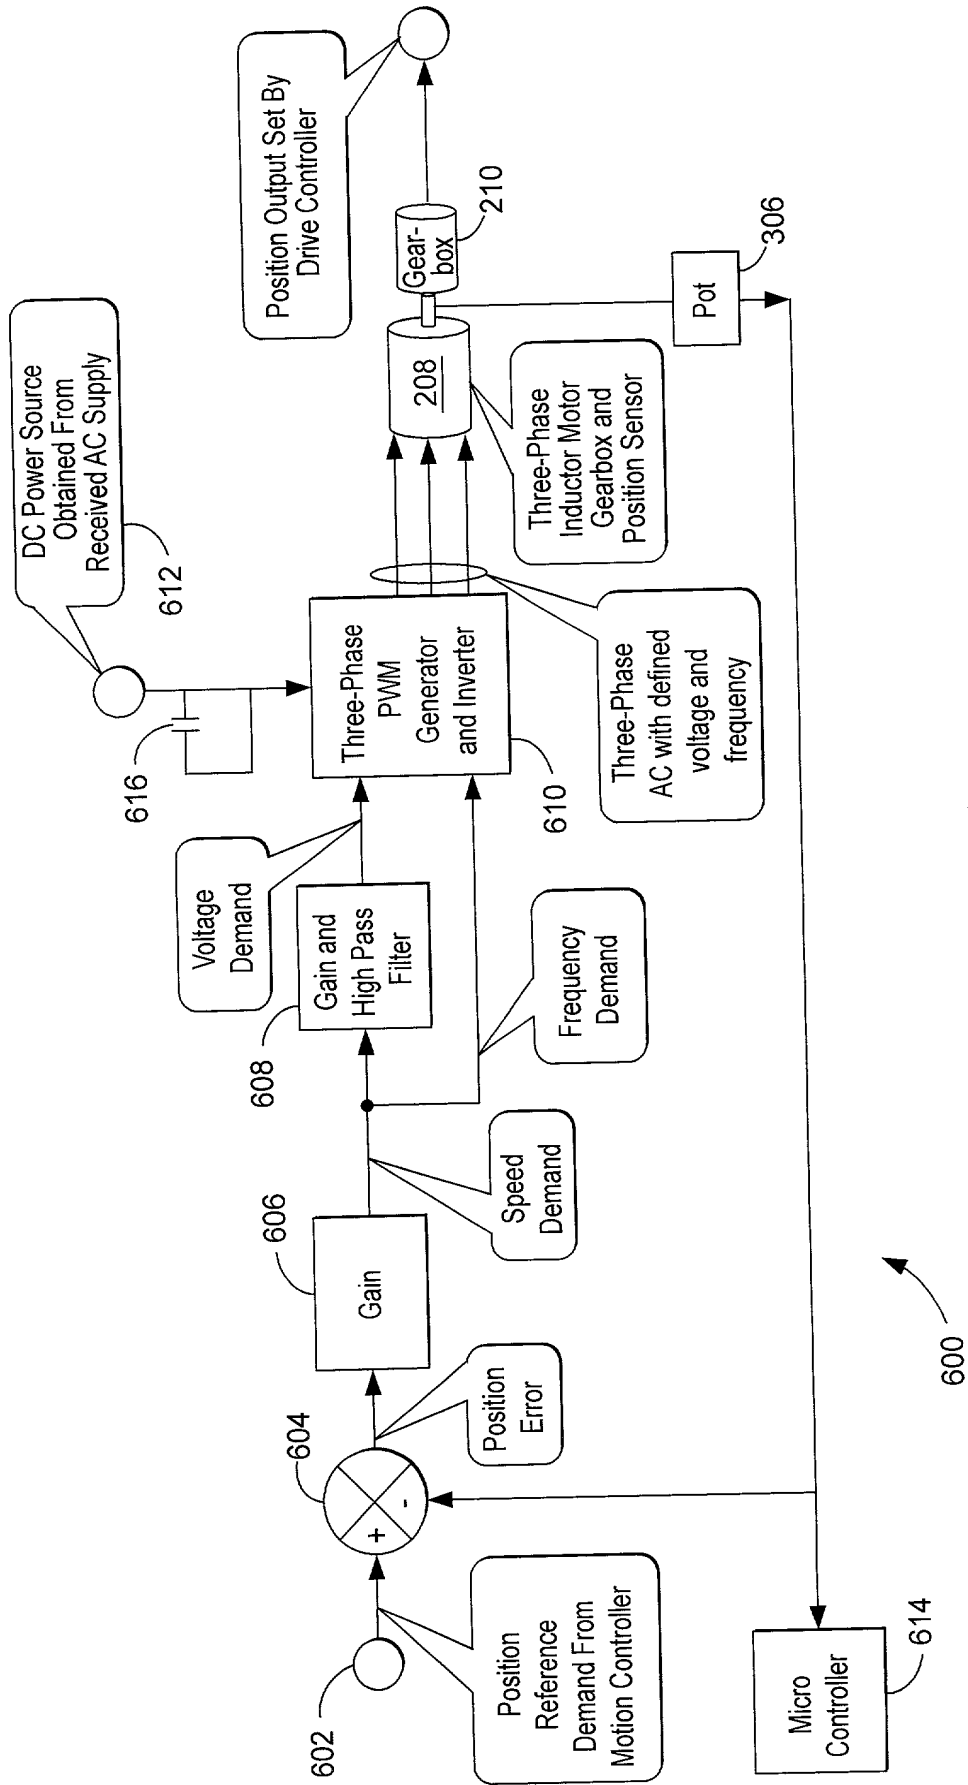 DC Power Source
Obtained From
Received AC Supply
612
616
Position Output Set By
Drive Controller
Voltage
Demand
602
604
+
-
606
Gain
608
Gain and
High Pass
Filter
Three-Phase
PWM
Generator
and Inverter
610
208
Gear-
box
210
Position
Reference
Demand From
Motion Controller
Position
Error
Speed
Demand
Frequency
Demand
Three-Phase
AC with defined
voltage and
frequency
Three-Phase
Inductor Motor
Gearbox and
Position Sensor
Pot
306
Micro
Controller
614
600